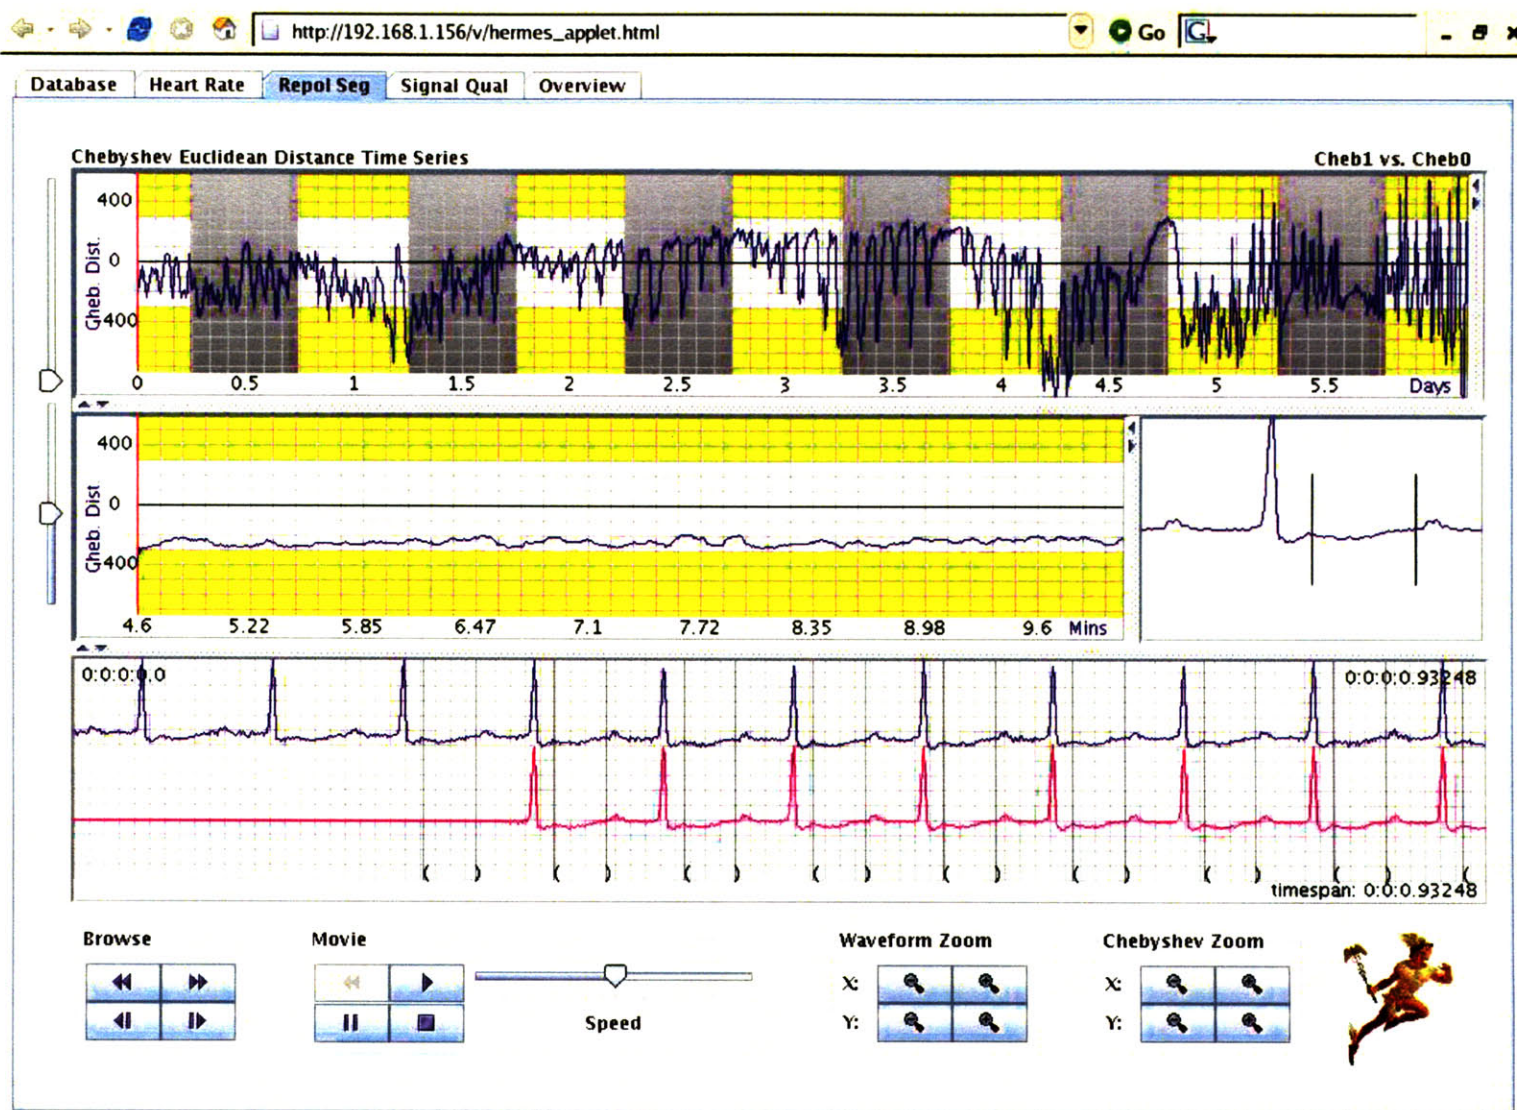 http://192.168.1.156/v/hermes_applet.html Go G
Database Heart Rate Repol Seg Signal Qual Overview
Chebyshev Euclidean Distance Time Series Cheb1 vs. Cheb0
400
0
400
Gheb. Dist.
0 0.5 1 1.5 2 2.5 3 3.5 4 4.5 5 5.5 Days
400
0
400
Gheb. Dist
4.6 5.22 5.85 6.47 7.1 7.72 8.35 8.98 9.6 Mins
0:0:0:0.0 0:0:0:0.93248
( ) ( ) ( ) ( ) ( ) ( ) ( ) ( ) (
timespan: 0:0:0.93248
Browse Movie Waveform Zoom Chebyshev Zoom
X: X:
Speed Y: Y: